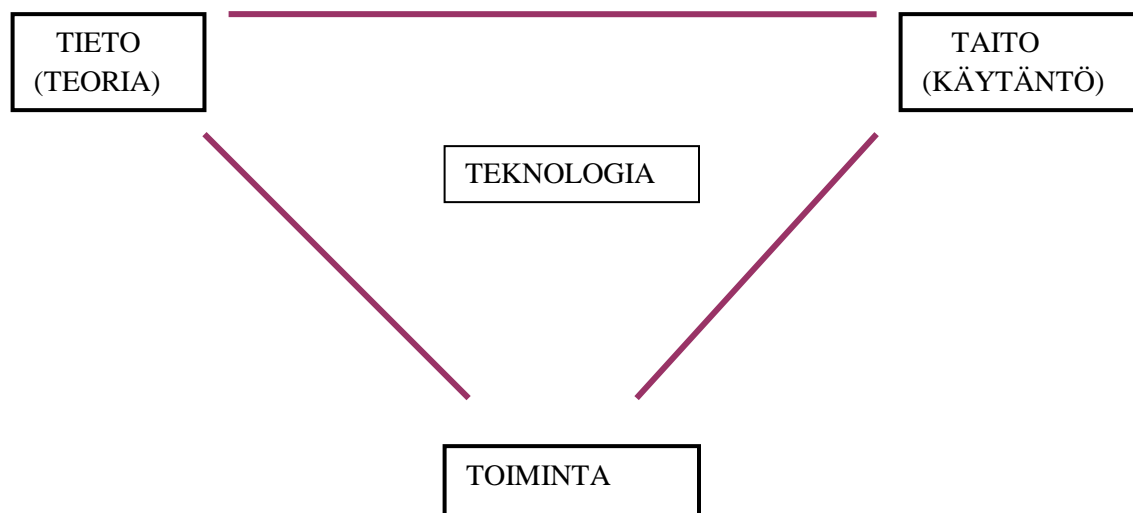 TIETO
(TEORIA)
TAITO
(KÄYTÄNTÖ)
TEKNOLOGIA
TOIMINTA